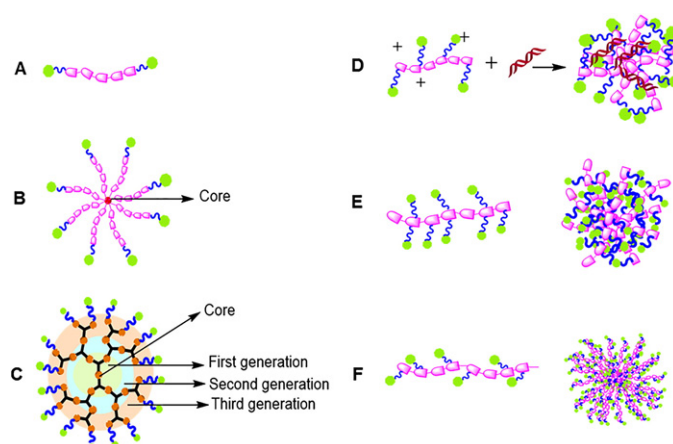 A
B
Core
C
Core
First generation
Second generation
Third generation
D
+
+
+
+
E
F